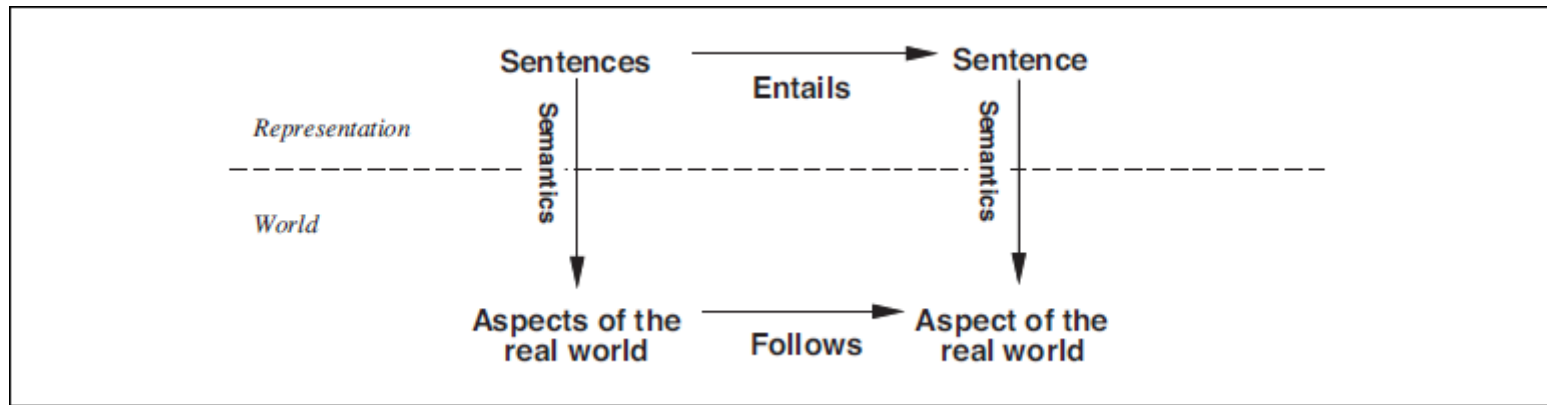 Sentences
Sentence
Entails
Semantics
Semantics
Representation
World
Aspects of the
real world
Follows
Aspect of the
real world